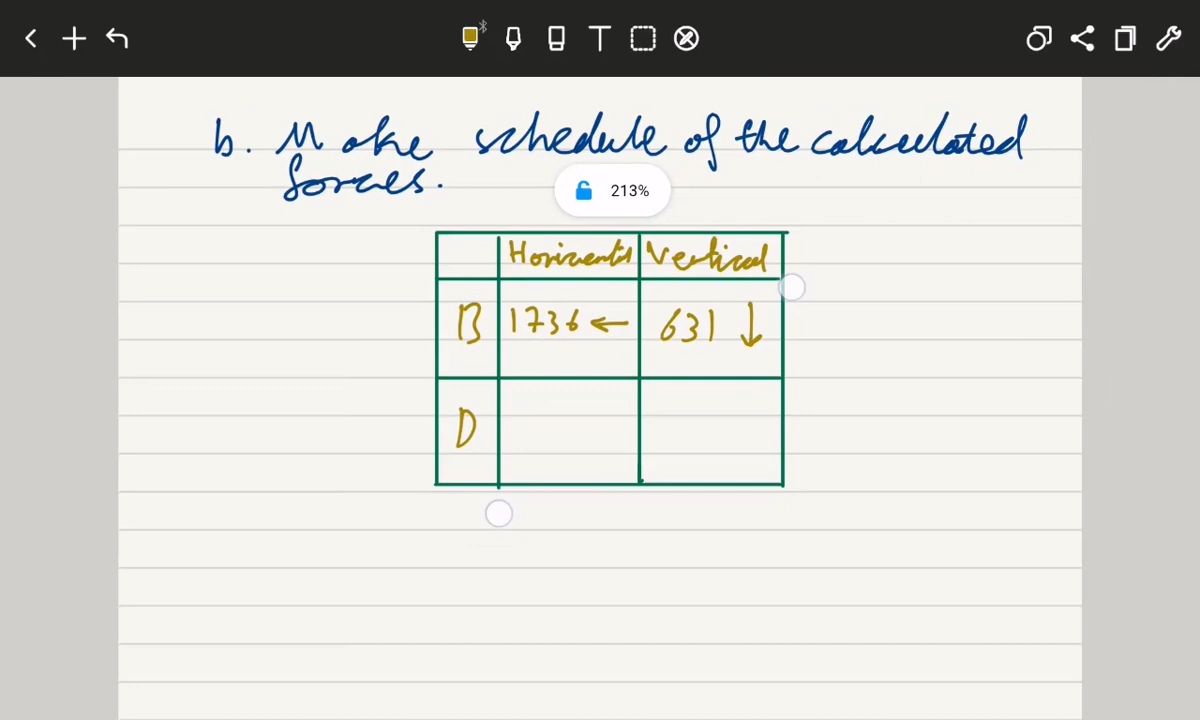 b. Make schedule of the calculated
forces.
213%
Horizontal Vertical
B 1736 ← 631 ↓
D